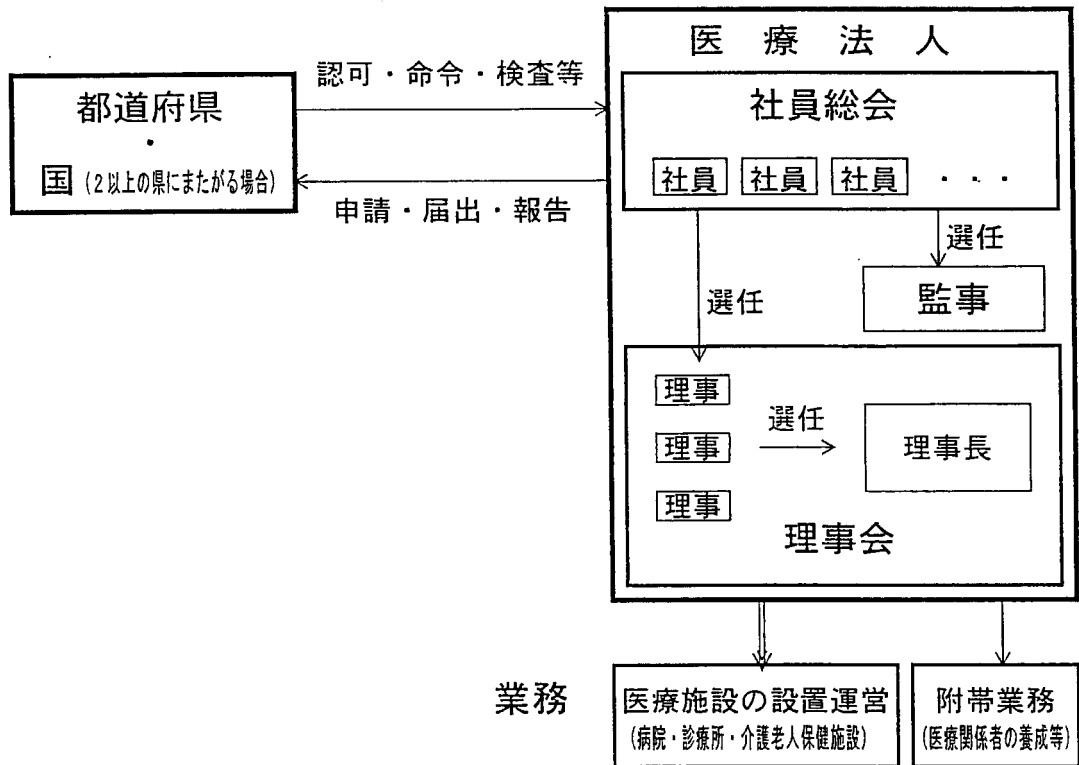 医療法人
認可・命令・検査等
都道府県
・
国（2以上の県にまたがる場合）
申請・届出・報告
社員総会
社員 社員 社員 ・・・
選任
監事
選任
理事
理事
理事
選任
理事長
理事会
業務
医療施設の設置運営
（病院・診療所・介護老人保健施設）
附帯業務
（医療関係者の養成等）